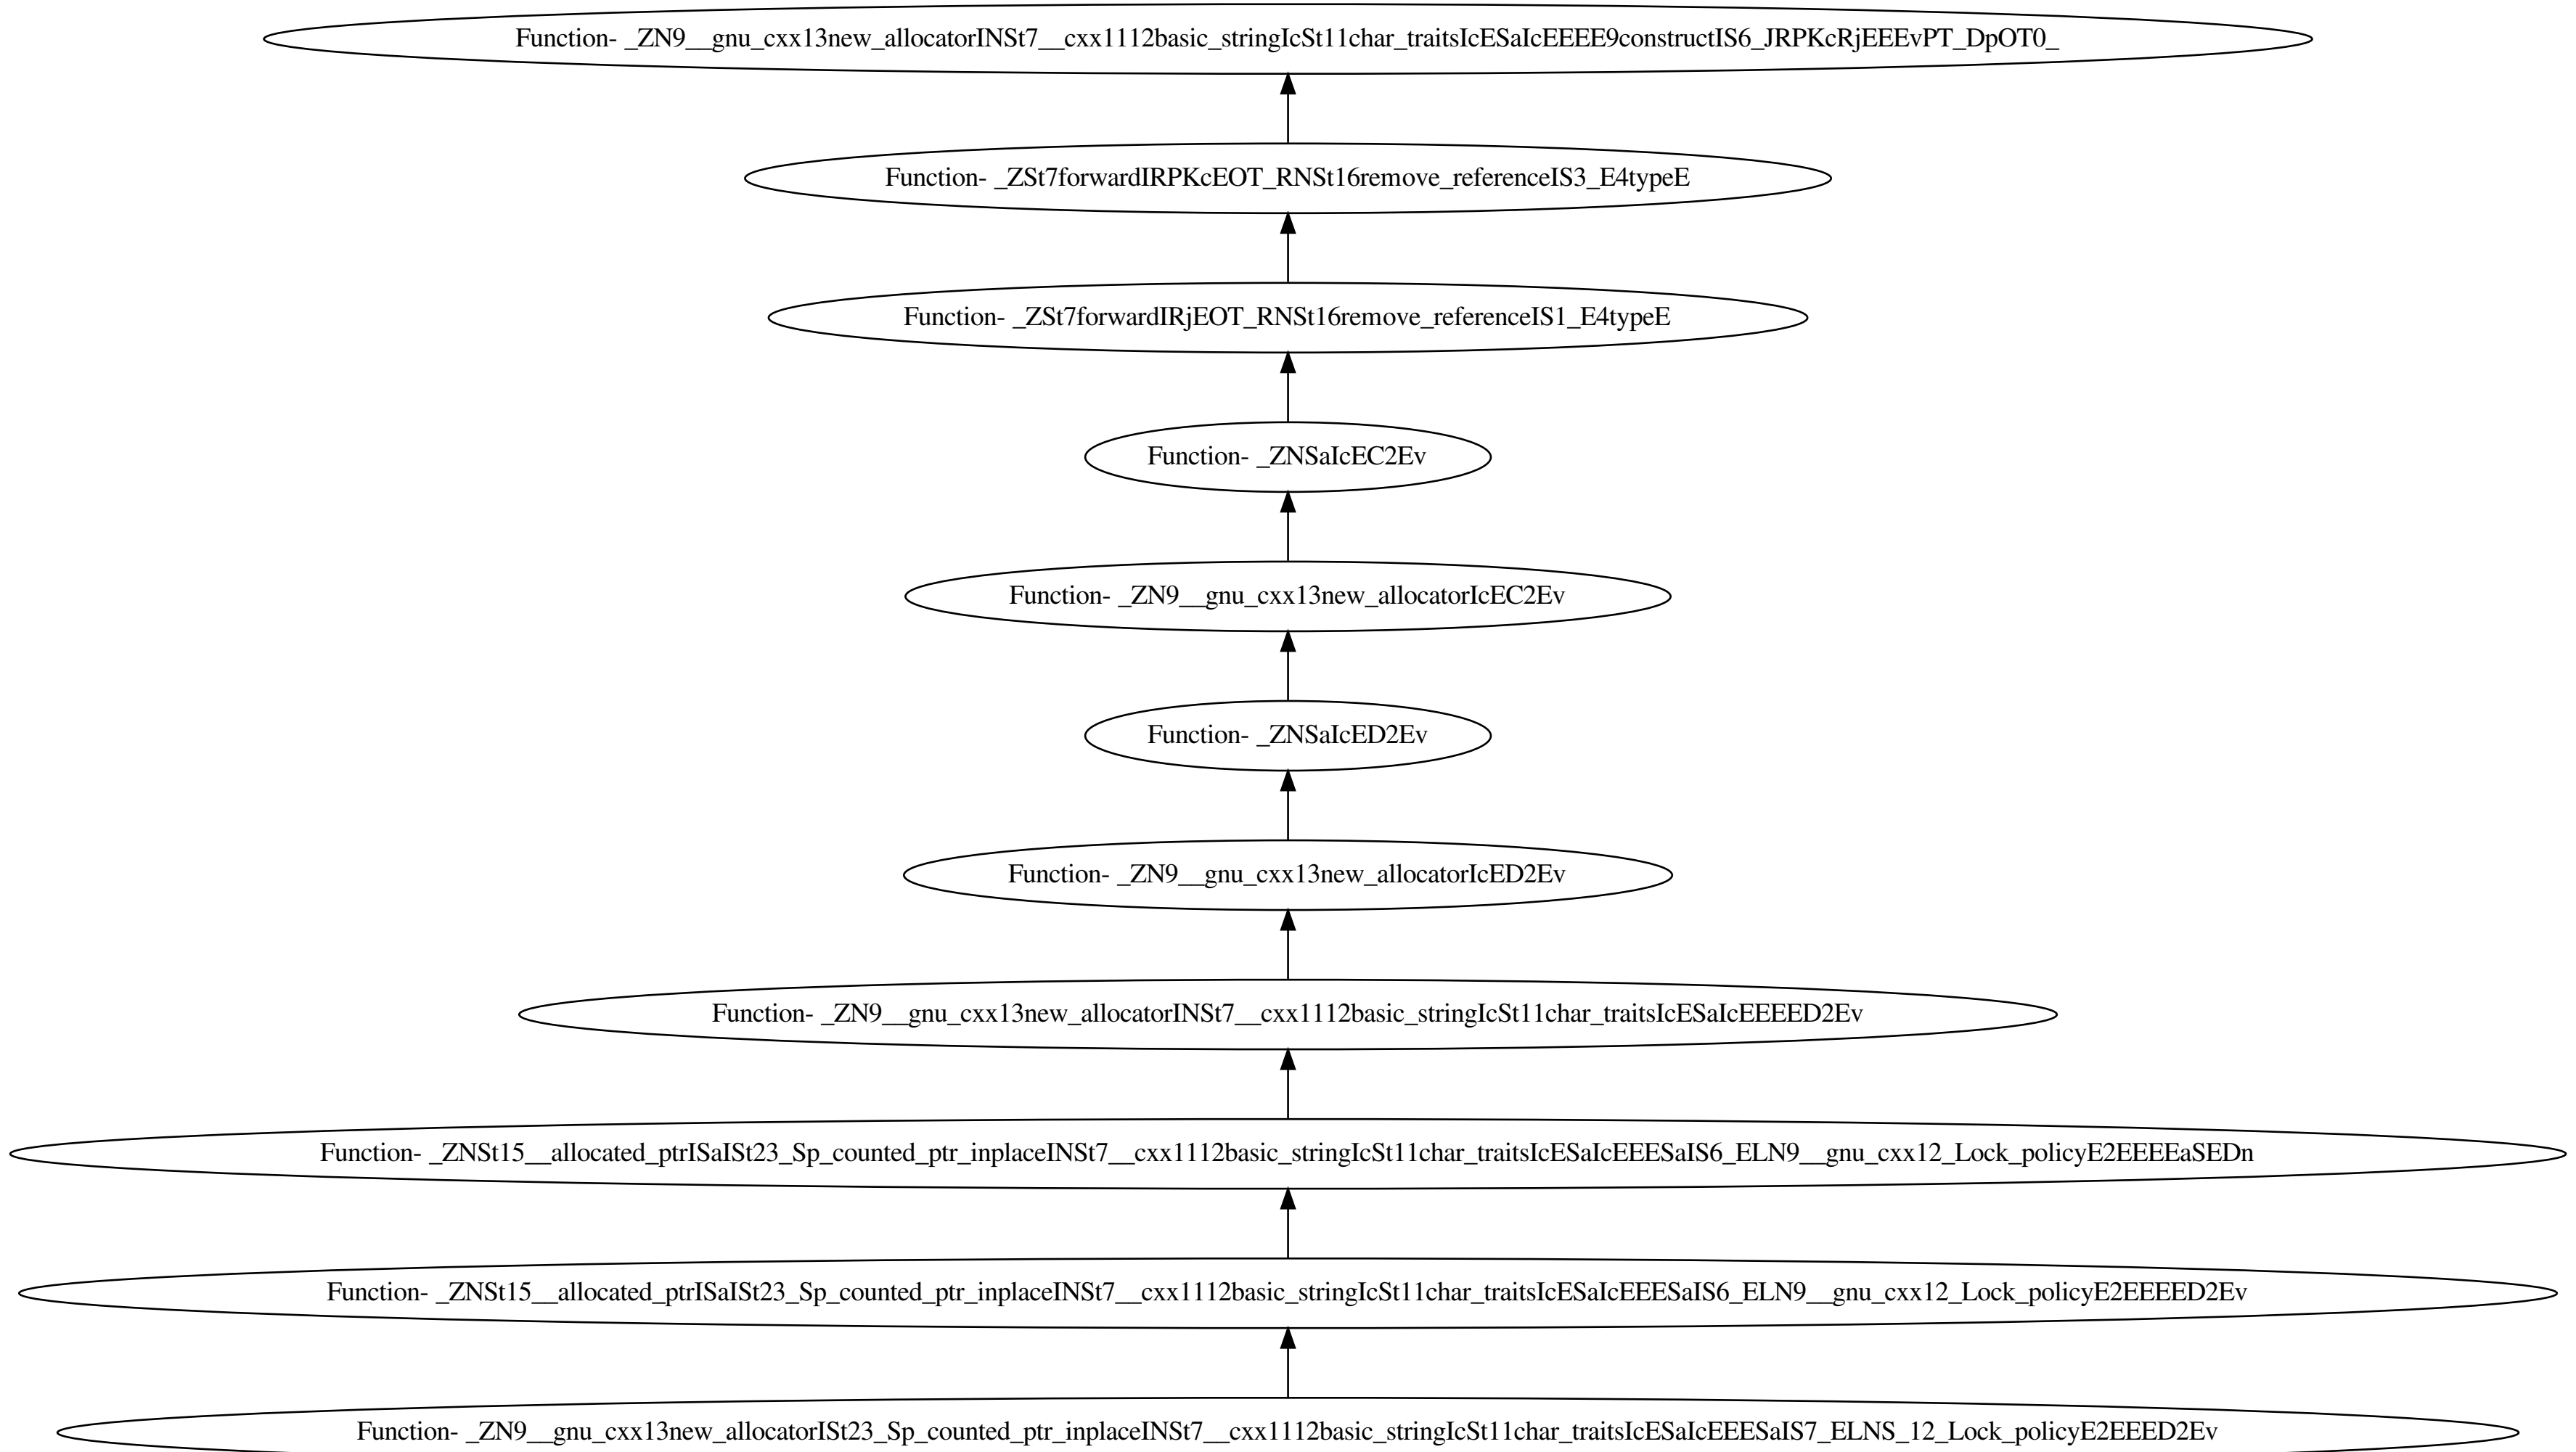 Function- _ZN9__gnu_cxx13new_allocatorINSt7__cxx1112basic_stringIcSt11char_traitsIcESaIcEEEE9constructIS6_JRPKcRjEEEvPT_DpOT0_
Function- _ZSt7forwardIRPKcEOT_RNSt16remove_referenceIS3_E4typeE
Function- _ZSt7forwardIRjEOT_RNSt16remove_referenceIS1_E4typeE
Function- _ZNSaIcEC2Ev
Function- _ZN9__gnu_cxx13new_allocatorIcEC2Ev
Function- _ZNSaIcED2Ev
Function- _ZN9__gnu_cxx13new_allocatorIcED2Ev
Function- _ZN9__gnu_cxx13new_allocatorINSt7__cxx1112basic_stringIcSt11char_traitsIcESaIcEEEED2Ev
Function- _ZNSt15__allocated_ptrISaISt23_Sp_counted_ptr_inplaceINSt7__cxx1112basic_stringIcSt11char_traitsIcESaIcEEESaIS6_ELN9__gnu_cxx12_Lock_policyE2EEEEaSEDn
Function- _ZNSt15__allocated_ptrISaISt23_Sp_counted_ptr_inplaceINSt7__cxx1112basic_stringIcSt11char_traitsIcESaIcEEESaIS6_ELN9__gnu_cxx12_Lock_policyE2EEEED2Ev
Function- _ZN9__gnu_cxx13new_allocatorISt23_Sp_counted_ptr_inplaceINSt7__cxx1112basic_stringIcSt11char_traitsIcESaIcEEESaIS7_ELNS_12_Lock_policyE2EEED2Ev